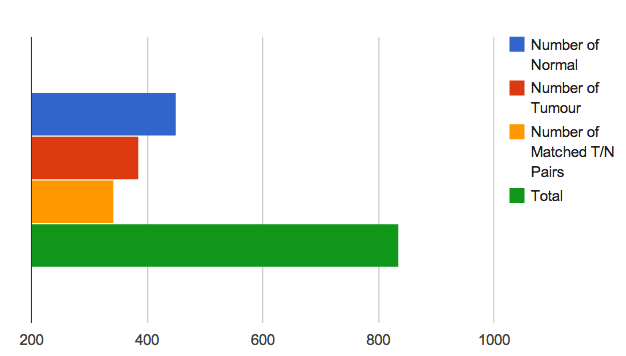 Number of
Normal
Number of
Tumour
Number of
Matched T/N
Pairs
Total
200 400 600 800 1000